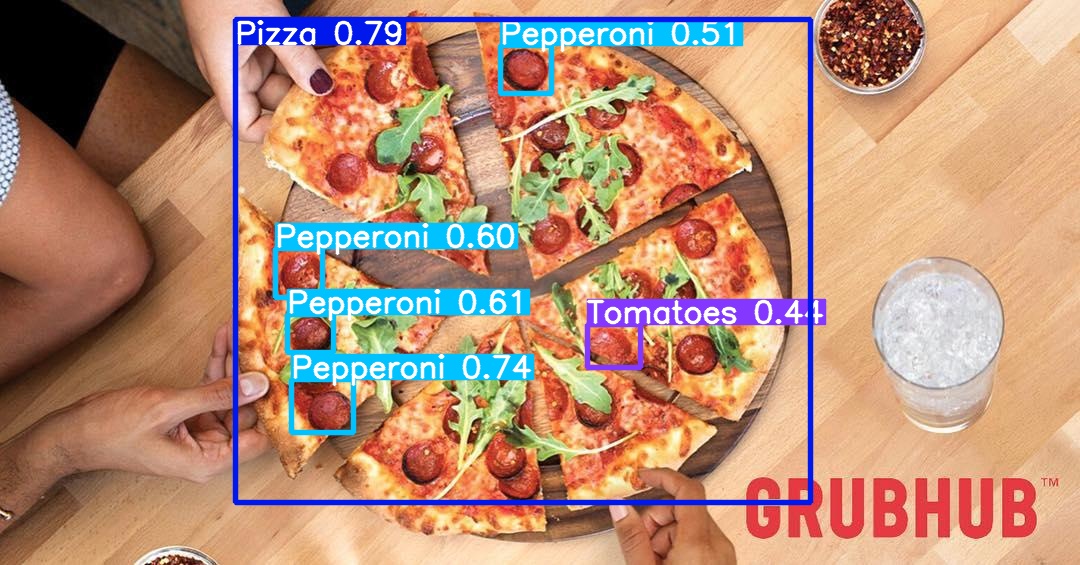 Pizza 0.79
Pepperoni 0.51
Pepperoni 0.60
Pepperoni 0.61
Tomatoes 0.44
Pepperoni 0.74
GRUBHUB™